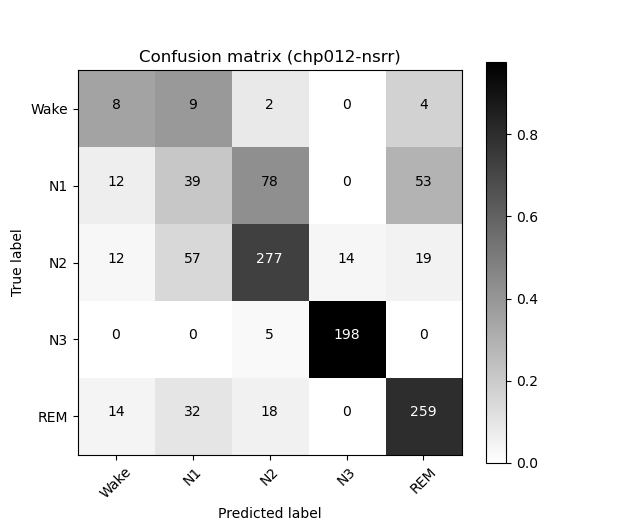 Confusion matrix (chp012-nsrr)
True label
Wake 8 9 2 0 4
N1 12 39 78 0 53
N2 12 57 277 14 19
N3 0 0 5 198 0
REM 14 32 18 0 259
Wake N1 N2 N3 REM
Predicted label
0.8
0.6
0.4
0.2
0.0